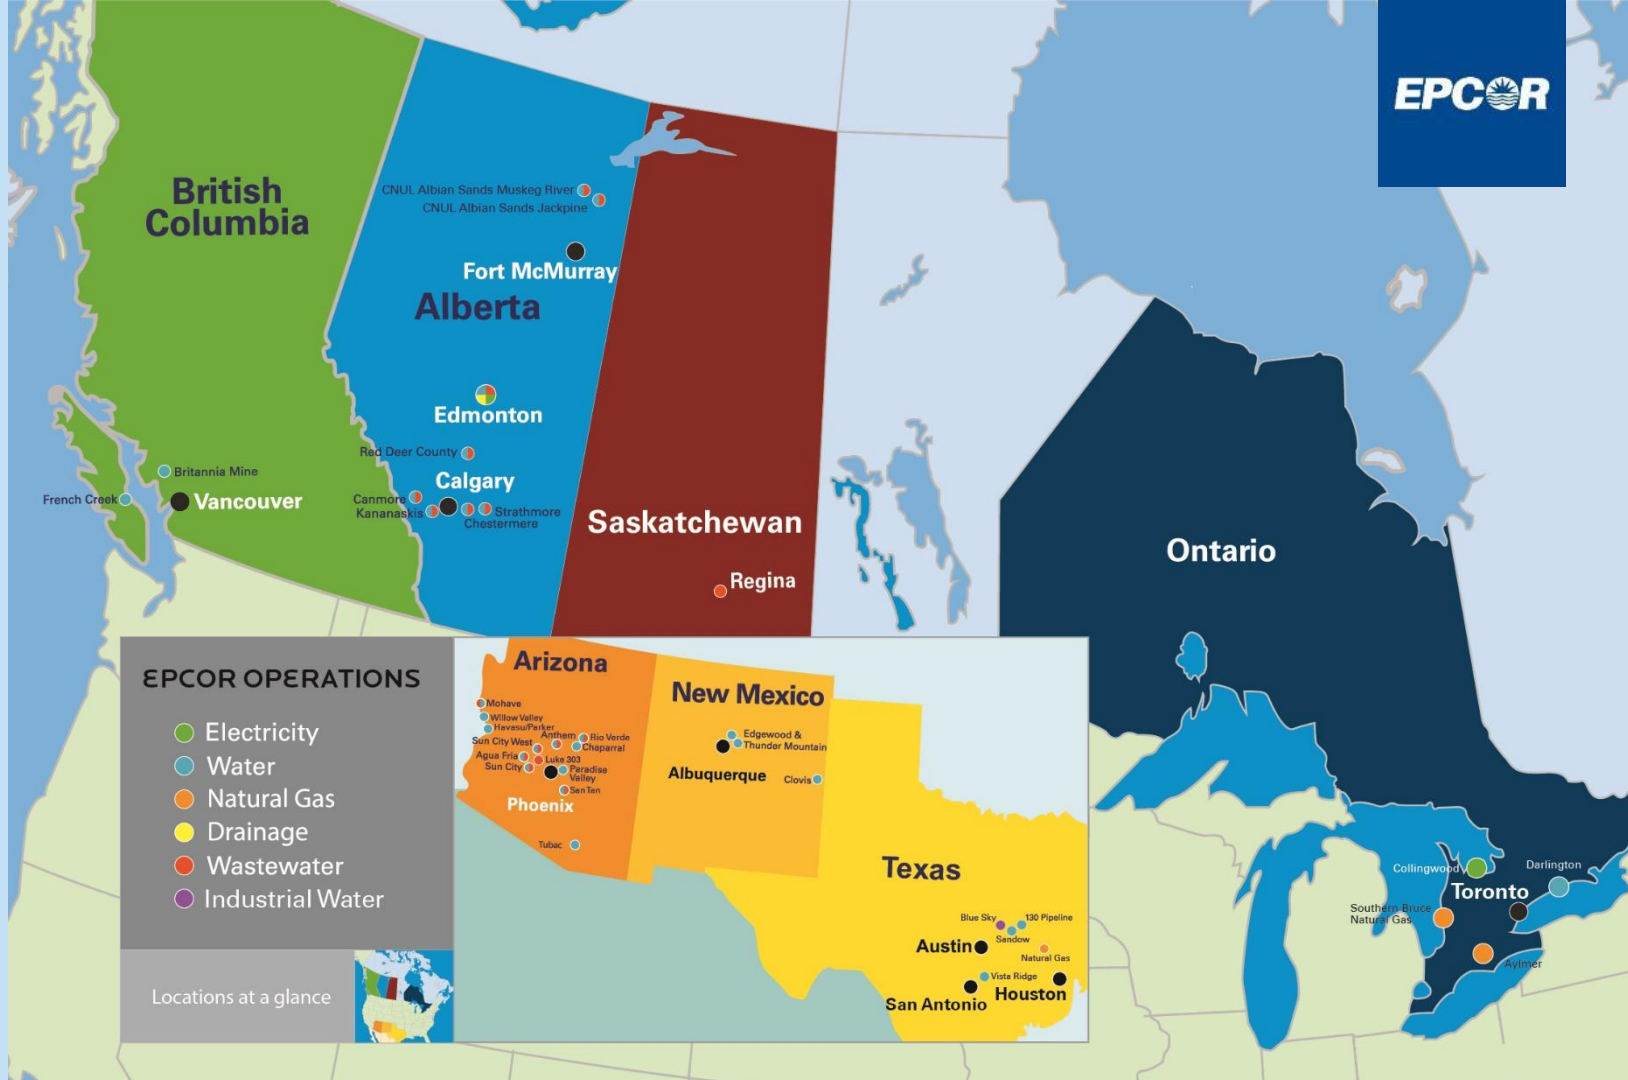 EPCOR
British
Columbia
CNUL Albian Sands Muskeg River
CNUL Albian Sands Jackpine
Fort McMurray
Alberta
Edmonton
Red Deer County
Calgary
Canmore
Kananaskis
Strathmore
Chestermere
Britannia Mine
French Creek
Vancouver
Saskatchewan
Regina
Ontario
EPCOR OPERATIONS
Electricity
Water
Natural Gas
Drainage
Wastewater
Industrial Water
Locations at a glance
Arizona
Mohave
Willow Valley
Havasu/Parker
Anthem
Rio Verde
Sun City West
Chaparral
Agua Fria
Luke 303
Sun City
Paradise
Valley
San Tan
Phoenix
Tubac
New Mexico
Edgewood &
Thunder Mountain
Albuquerque
Clovis
Texas
Blue Sky
130 Pipeline
Sandow
Austin
Natural Gas
Vista Ridge
Houston
San Antonio
Collingwood
Darlington
Toronto
Southern Bruce
Natural Gas
Aylmer